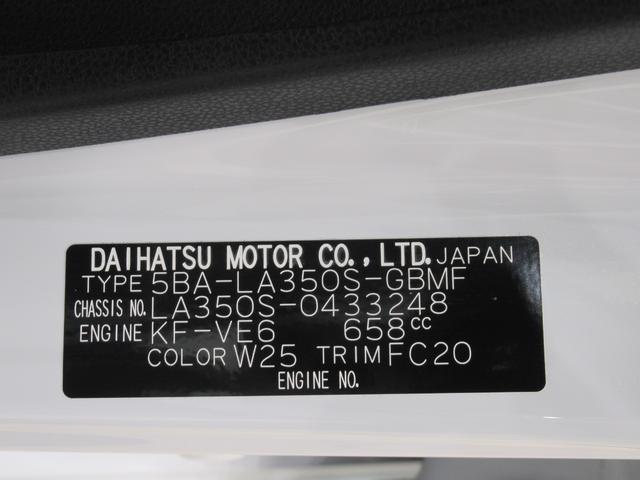 DAIHATSU MOTOR CO., LTD. JAPAN
TYPE 5BA-LA350S-GBMF
CHASSIS NO. LA350S-0433248
ENGINE KF-VE6 658cc
COLOR W25 TRIM FC20
ENGINE NO.